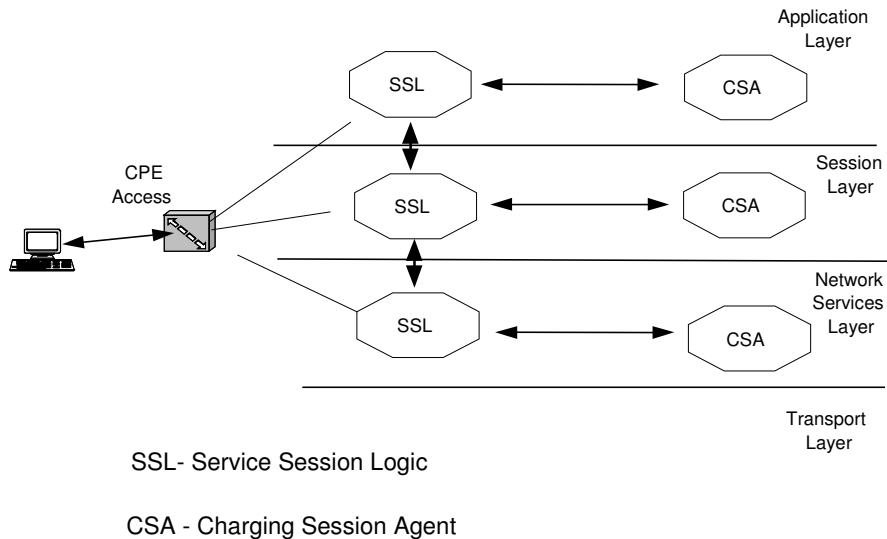 Application
Layer
SSL
CSA
CPE
Access
Session
Layer
SSL
CSA
Network
Services
Layer
SSL
CSA
Transport
Layer
SSL- Service Session Logic
CSA - Charging Session Agent